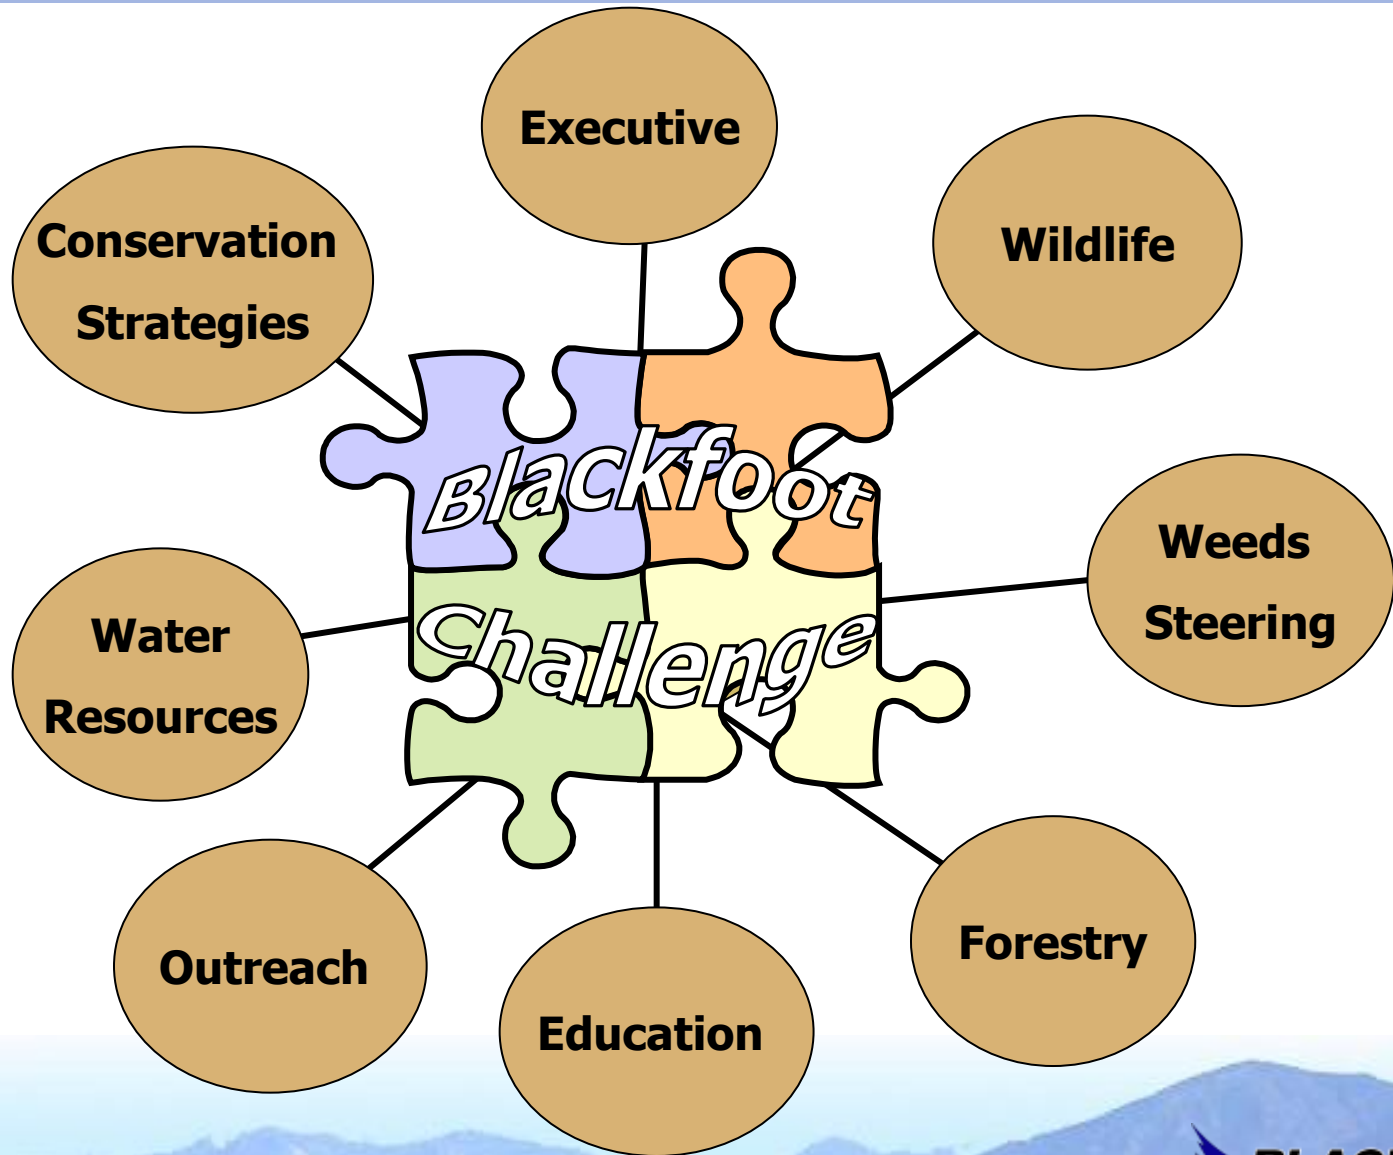 Executive
Conservation
Strategies
Wildlife
Blackfoot
Challenge
Weeds
Steering
Water
Resources
Outreach
Education
Forestry